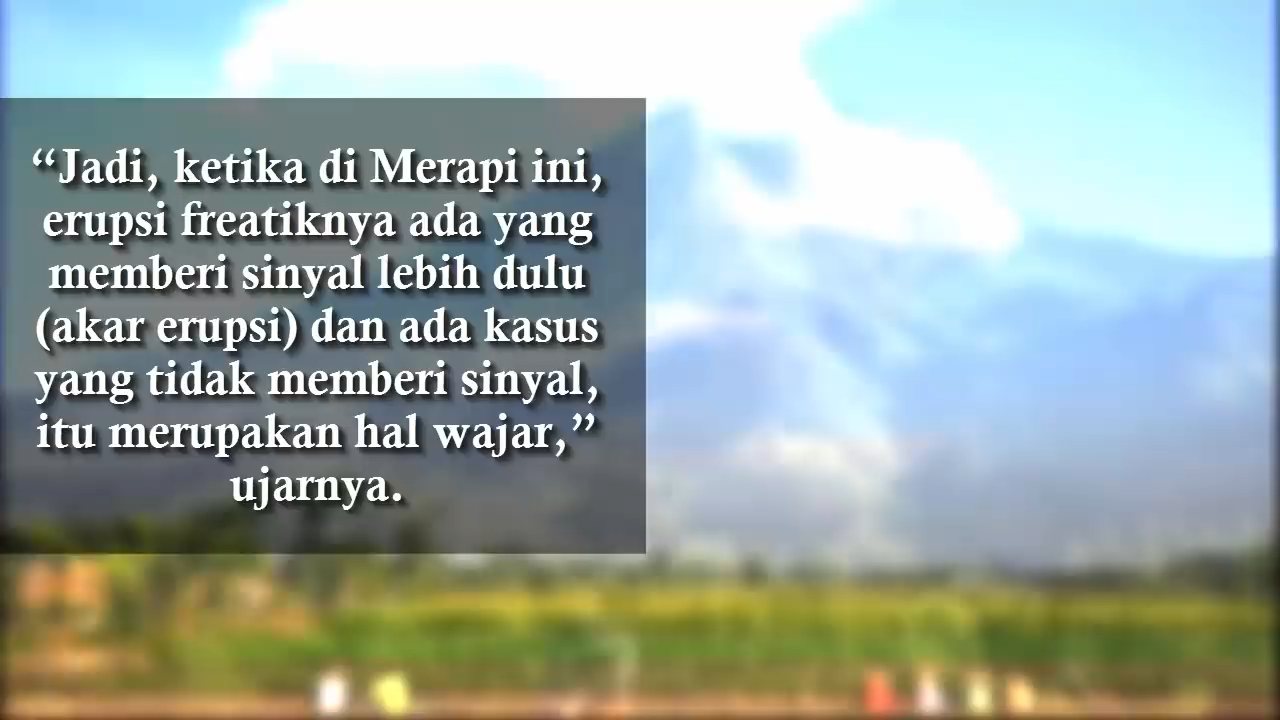 “Jadi, ketika di Merapi ini,
erupsi freatiknya ada yang
memberi sinyal lebih dulu
(akar erupsi) dan ada kasus
yang tidak memberi sinyal,
itu merupakan hal wajar,”
ujarnya.